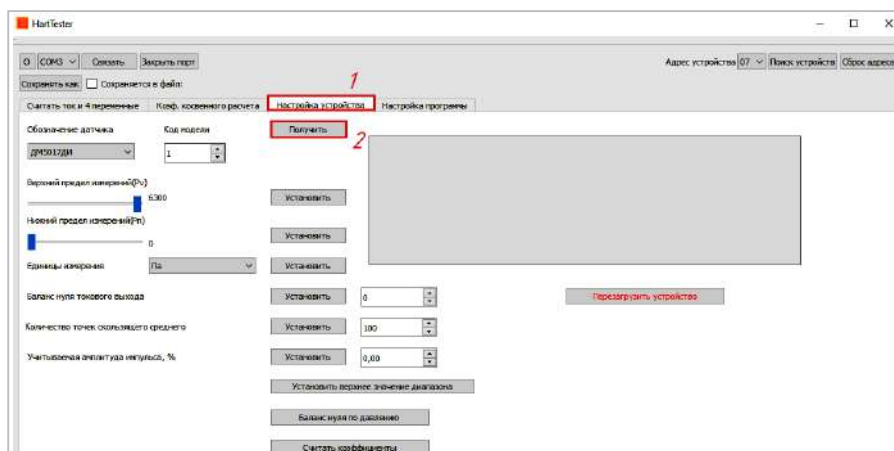 HartTester
O COM3 Связать Закрыть порт Адрес устройства 07 Поиск устройств Сброс адреса
Сохранять как: Сохраняется в файл:
1
Считать ток и 4 переменные Коэф. косвенного расчета Настройка устройства Настройка программы
Обозначение датчика Код модели Получить
2
ДМ5017ДИ 1
Верхний предел измерений(Pv)
6300 Установить
Нижний предел измерений(Pn)
0 Установить
Единицы измерения Па Установить
Баланс нуля токового выхода Установить 0 Перезагрузить устройство
Количество точек скользящего среднего Установить 100
Учитываемая амплитуда импульса, % Установить 0,00
Установить верхнее значение диапазона
Баланс нуля по давлению
Считать коэффициенты